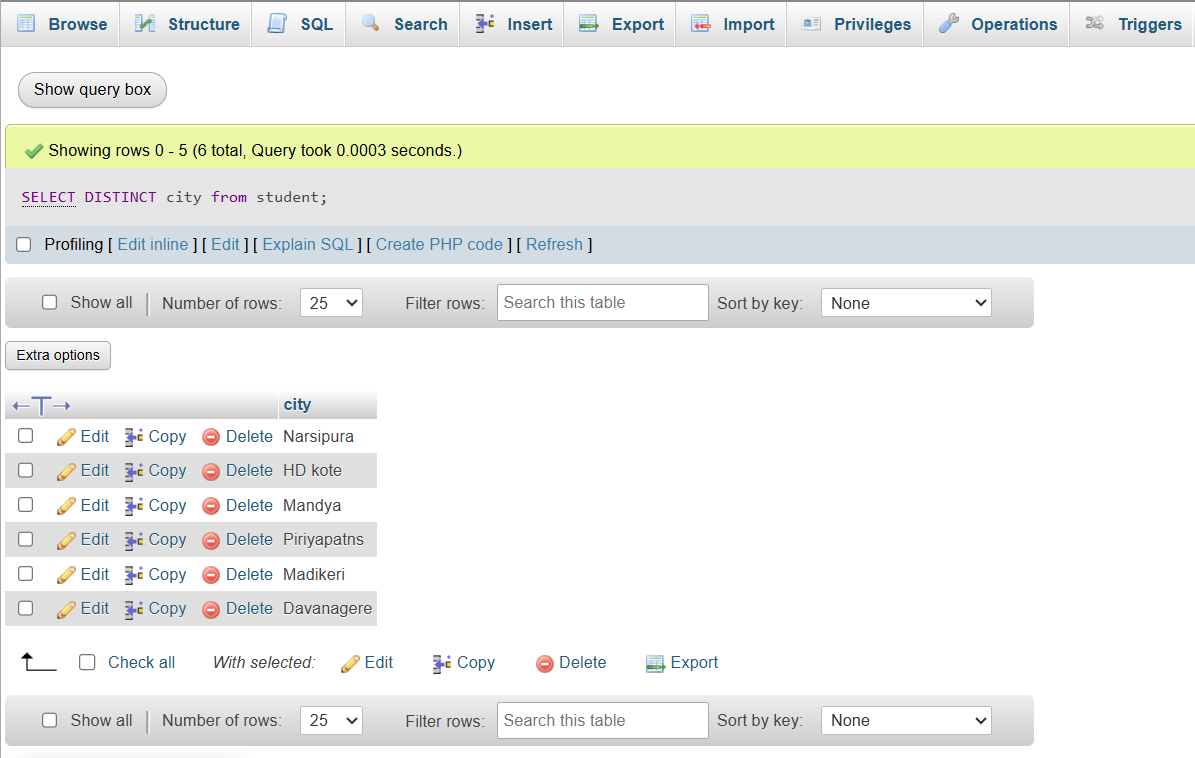 Browse Structure SQL Search Insert Export Import Privileges Operations Triggers
Show query box
Showing rows 0 - 5 (6 total, Query took 0.0003 seconds.)
SELECT DISTINCT city from student;
Profiling [ Edit inline ] [ Edit ] [ Explain SQL ] [ Create PHP code ] [ Refresh ]
Show all | Number of rows: 25 Filter rows: Search this table Sort by key: None
Extra options
←T→ city
Edit Copy Delete Narsipura
Edit Copy Delete HD kote
Edit Copy Delete Mandya
Edit Copy Delete Piriyapatns
Edit Copy Delete Madikeri
Edit Copy Delete Davanagere
Check all With selected: Edit Copy Delete Export
Show all | Number of rows: 25 Filter rows: Search this table Sort by key: None